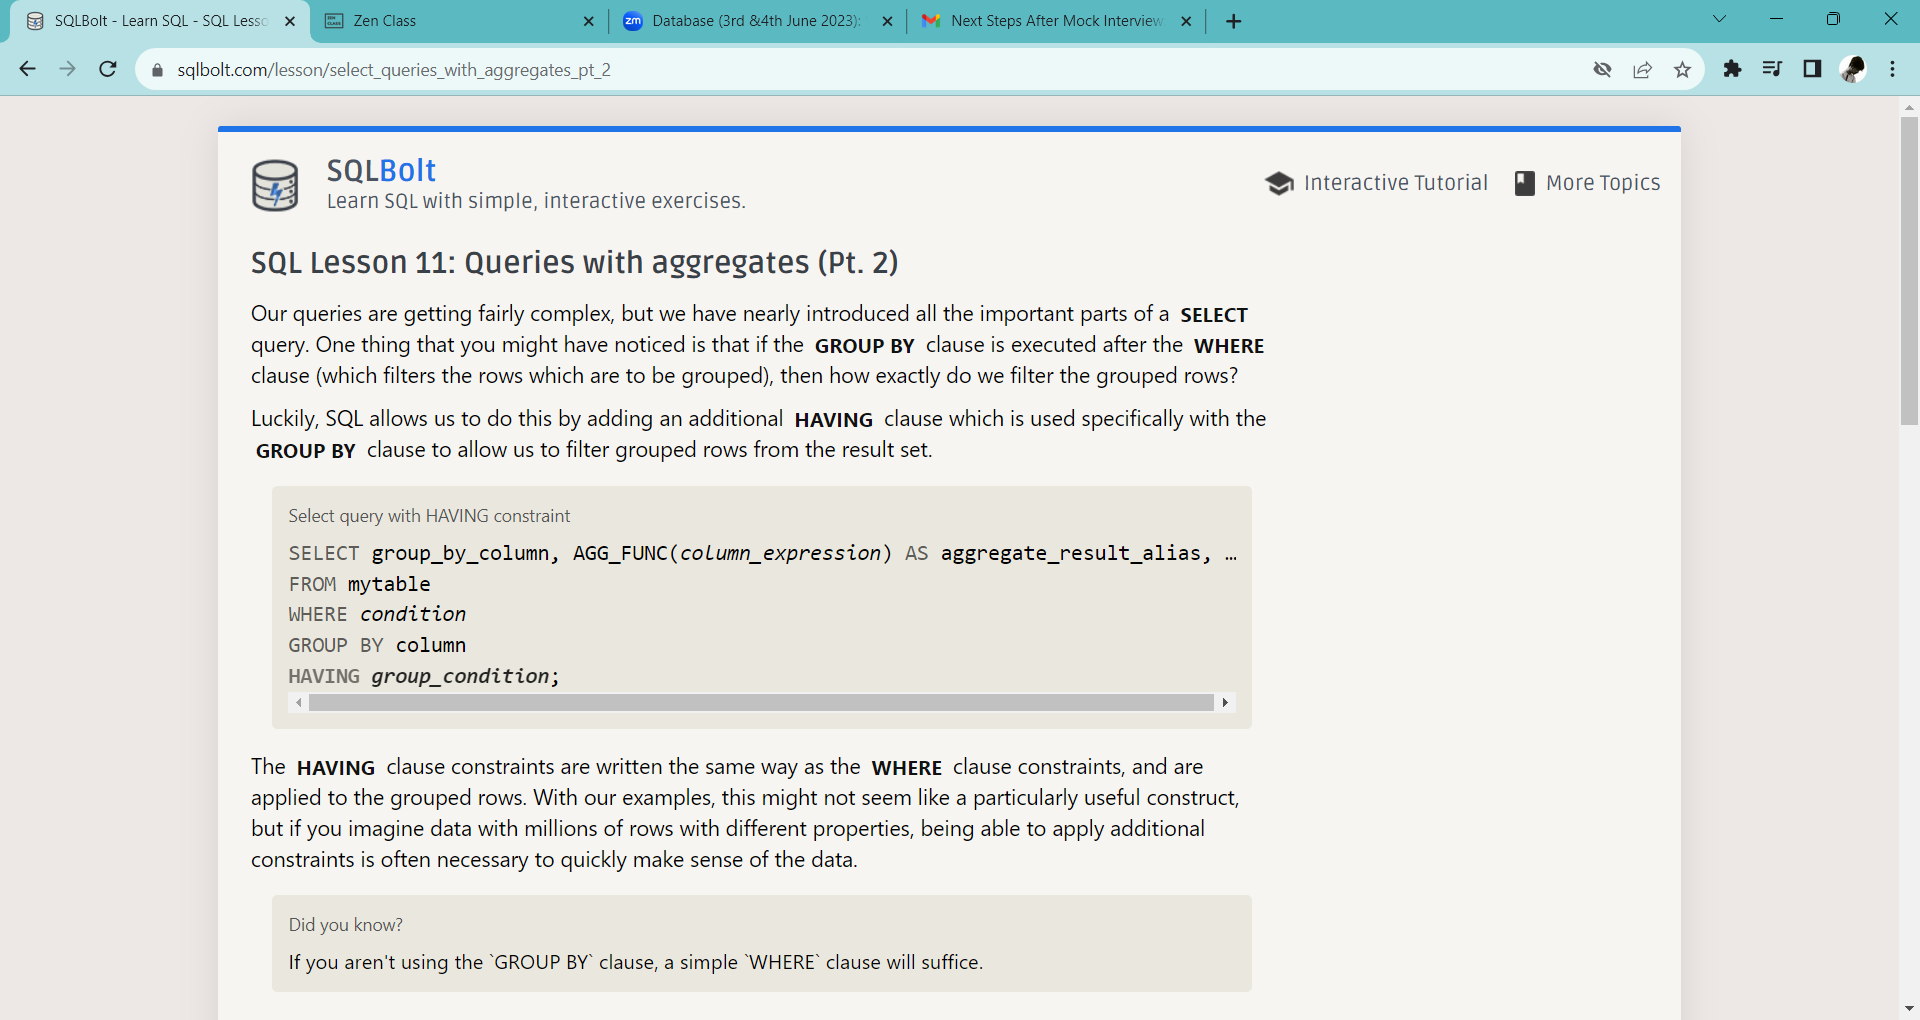 SQLBolt - Learn SQL - SQL Lesso
Zen Class
Database (3rd &4th June 2023):
Next Steps After Mock Interview
sqlbolt.com/lesson/select_queries_with_aggregates_pt_2
SQLBolt
Learn SQL with simple, interactive exercises.
Interactive Tutorial
More Topics
SQL Lesson 11: Queries with aggregates (Pt. 2)
Our queries are getting fairly complex, but we have nearly introduced all the important parts of a SELECT
query. One thing that you might have noticed is that if the GROUP BY clause is executed after the WHERE
clause (which filters the rows which are to be grouped), then how exactly do we filter the grouped rows?
Luckily, SQL allows us to do this by adding an additional HAVING clause which is used specifically with the
GROUP BY clause to allow us to filter grouped rows from the result set.
Select query with HAVING constraint
SELECT group_by_column, AGG_FUNC(column_expression) AS aggregate_result_alias, …
FROM mytable
WHERE condition
GROUP BY column
HAVING group_condition;
The HAVING clause constraints are written the same way as the WHERE clause constraints, and are
applied to the grouped rows. With our examples, this might not seem like a particularly useful construct,
but if you imagine data with millions of rows with different properties, being able to apply additional
constraints is often necessary to quickly make sense of the data.
Did you know?
If you aren't using the `GROUP BY` clause, a simple `WHERE` clause will suffice.